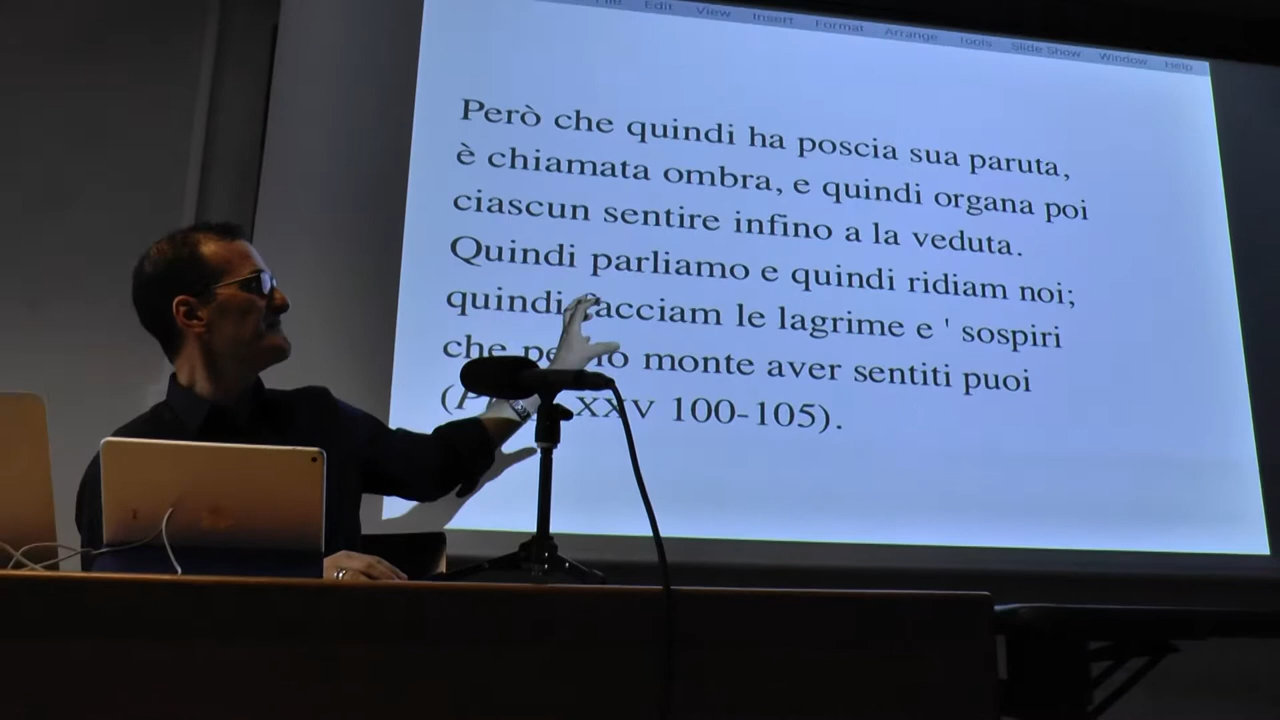 File Edit View Insert Format Arrange Tools Slide Show Window Help
Però che quindi ha poscia sua paruta,
è chiamata ombra, e quindi organa poi
ciascun sentire infino a la veduta.
Quindi parliamo e quindi ridiam noi;
quindi facciam le lagrime e ' sospiri
che monte aver sentiti puoi
XXV 100-105).